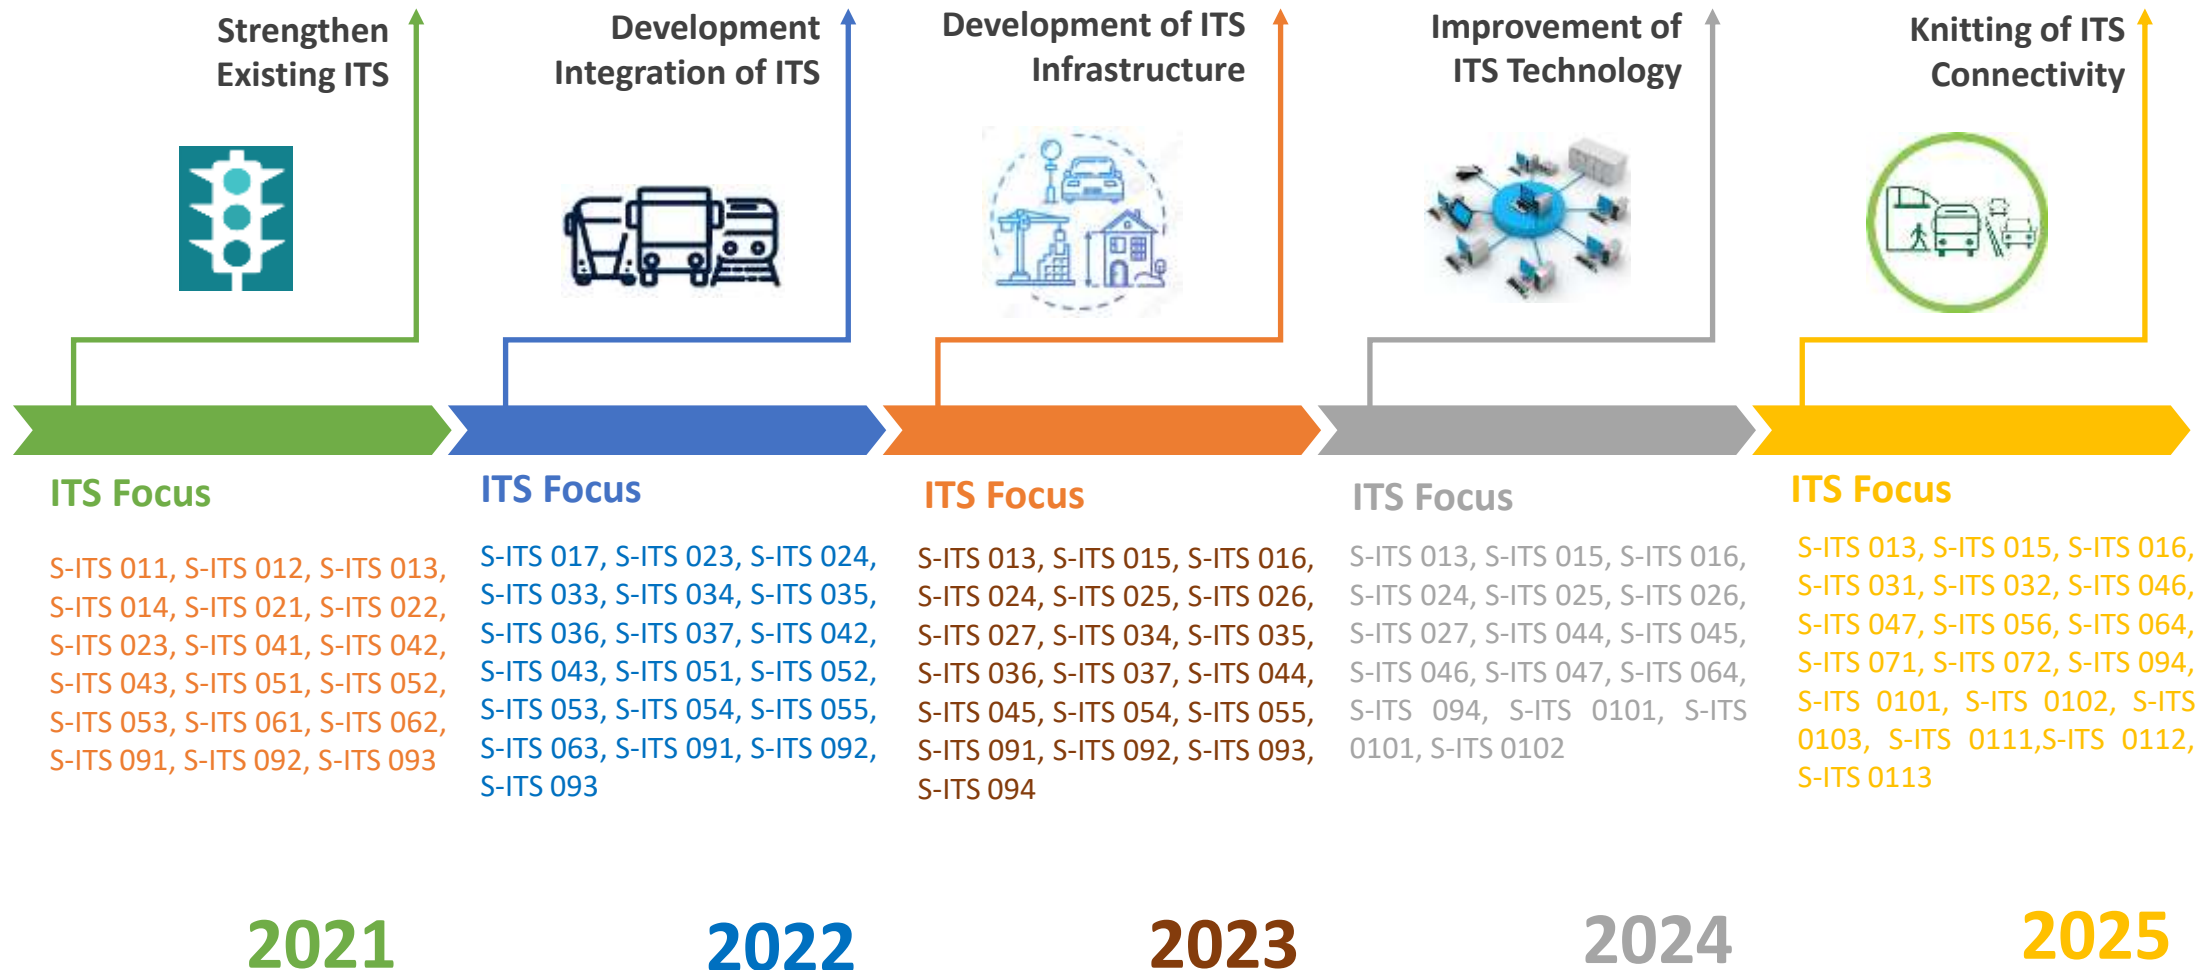 Strengthen
Existing ITS
Development
Integration of ITS
Development of ITS
Infrastructure
Improvement of
ITS Technology
Knitting of ITS
Connectivity
ITS Focus
S-ITS 011, S-ITS 012, S-ITS 013,
S-ITS 014, S-ITS 021, S-ITS 022,
S-ITS 023, S-ITS 041, S-ITS 042,
S-ITS 043, S-ITS 051, S-ITS 052,
S-ITS 053, S-ITS 061, S-ITS 062,
S-ITS 091, S-ITS 092, S-ITS 093
2021
ITS Focus
S-ITS 017, S-ITS 023, S-ITS 024,
S-ITS 033, S-ITS 034, S-ITS 035,
S-ITS 036, S-ITS 037, S-ITS 042,
S-ITS 043, S-ITS 051, S-ITS 052,
S-ITS 053, S-ITS 054, S-ITS 055,
S-ITS 063, S-ITS 091, S-ITS 092,
S-ITS 093
2022
ITS Focus
S-ITS 013, S-ITS 015, S-ITS 016,
S-ITS 024, S-ITS 025, S-ITS 026,
S-ITS 027, S-ITS 034, S-ITS 035,
S-ITS 036, S-ITS 037, S-ITS 044,
S-ITS 045, S-ITS 054, S-ITS 055,
S-ITS 091, S-ITS 092, S-ITS 093,
S-ITS 094
2023
ITS Focus
S-ITS 013, S-ITS 015, S-ITS 016,
S-ITS 024, S-ITS 025, S-ITS 026,
S-ITS 027, S-ITS 044, S-ITS 045,
S-ITS 046, S-ITS 047, S-ITS 064,
S-ITS 094, S-ITS 0101, S-ITS
0101, S-ITS 0102
2024
ITS Focus
S-ITS 013, S-ITS 015, S-ITS 016,
S-ITS 031, S-ITS 032, S-ITS 046,
S-ITS 047, S-ITS 056, S-ITS 064,
S-ITS 071, S-ITS 072, S-ITS 094,
S-ITS 0101, S-ITS 0102, S-ITS
0103, S-ITS 0111,S-ITS 0112,
S-ITS 0113
2025